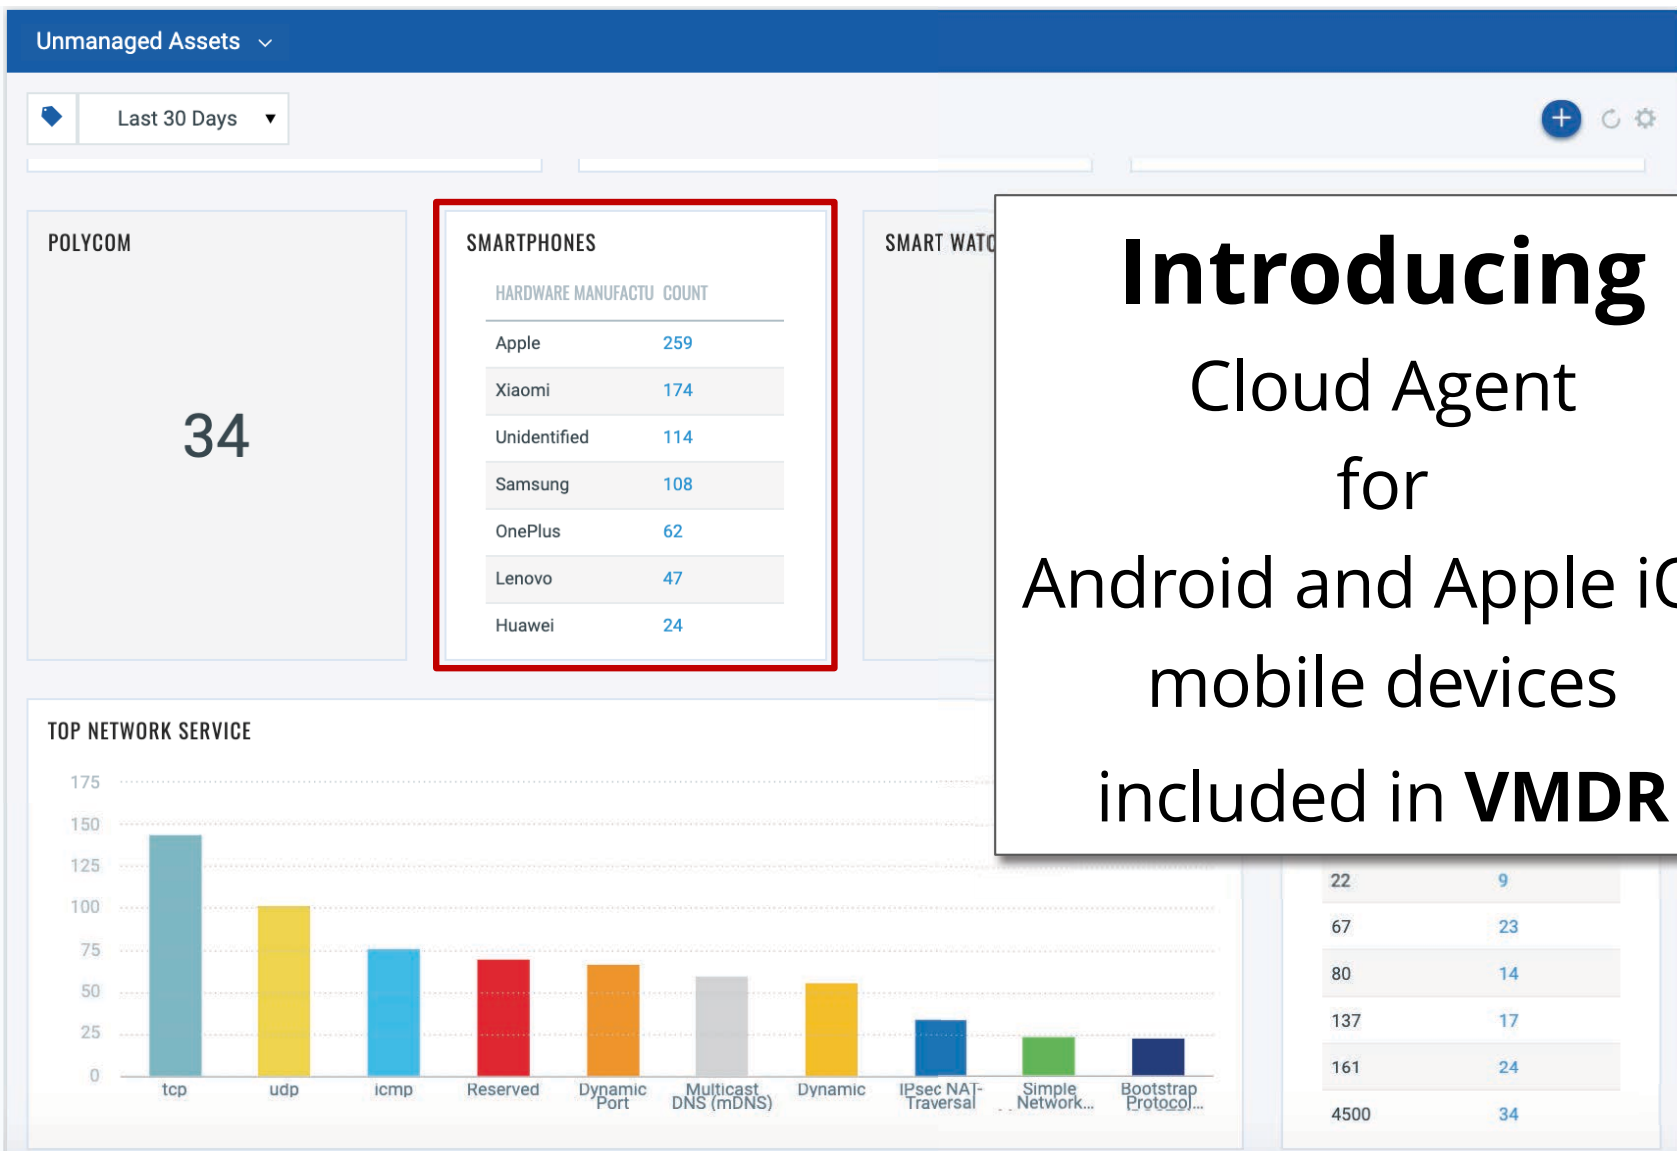 Unmanaged Assets
Last 30 Days
POLYCOM
34
SMARTPHONES
HARDWARE MANUFACTU COUNT
Apple 259
Xiaomi 174
Unidentified 114
Samsung 108
OnePlus 62
Lenovo 47
Huawei 24
SMART WATC
Introducing
Cloud Agent
for
Android and Apple iO
mobile devices
included in VMDR
TOP NETWORK SERVICE
175
150
125
100
75
50
25
0
tcp
udp
icmp
Reserved
Dynamic
Port
Multicast
DNS (mDNS)
Dynamic
IPsec NAT-
Traversal
Simple
Network...
Bootstrap
Protocol...
22 9
67 23
80 14
137 17
161 24
4500 34